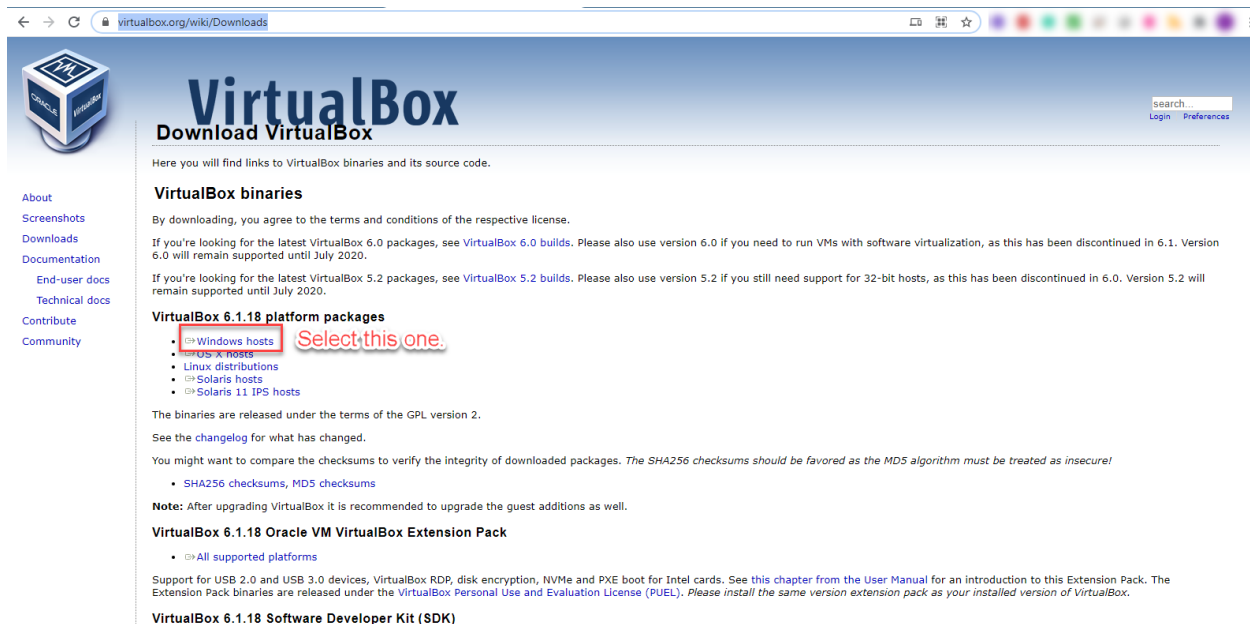 virtualbox.org/wiki/Downloads
ORACLE
VM
VirtualBox
VirtualBox
search...
Login Preferences
Download VirtualBox
Here you will find links to VirtualBox binaries and its source code.
About
Screenshots
Downloads
Documentation
End-user docs
Technical docs
Contribute
Community
VirtualBox binaries
By downloading, you agree to the terms and conditions of the respective license.
If you're looking for the latest VirtualBox 6.0 packages, see VirtualBox 6.0 builds. Please also use version 6.0 if you need to run VMs with software virtualization, as this has been discontinued in 6.1. Version
6.0 will remain supported until July 2020.
If you're looking for the latest VirtualBox 5.2 packages, see VirtualBox 5.2 builds. Please also use version 5.2 if you still need support for 32-bit hosts, as this has been discontinued in 6.0. Version 5.2 will
remain supported until July 2020.
VirtualBox 6.1.18 platform packages
Windows hosts Select this one.
OS X hosts
Linux distributions
Solaris hosts
Solaris 11 IPS hosts
The binaries are released under the terms of the GPL version 2.
See the changelog for what has changed.
You might want to compare the checksums to verify the integrity of downloaded packages. The SHA256 checksums should be favored as the MD5 algorithm must be treated as insecure!
SHA256 checksums, MD5 checksums
Note: After upgrading VirtualBox it is recommended to upgrade the guest additions as well.
VirtualBox 6.1.18 Oracle VM VirtualBox Extension Pack
All supported platforms
Support for USB 2.0 and USB 3.0 devices, VirtualBox RDP, disk encryption, NVMe and PXE boot for Intel cards. See this chapter from the User Manual for an introduction to this Extension Pack. The
Extension Pack binaries are released under the VirtualBox Personal Use and Evaluation License (PUEL). Please install the same version extension pack as your installed version of VirtualBox.
VirtualBox 6.1.18 Software Developer Kit (SDK)